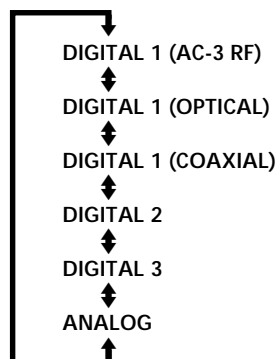 DIGITAL 1 (AC-3 RF)
DIGITAL 1 (OPTICAL)
DIGITAL 1 (COAXIAL)
DIGITAL 2
DIGITAL 3
ANALOG